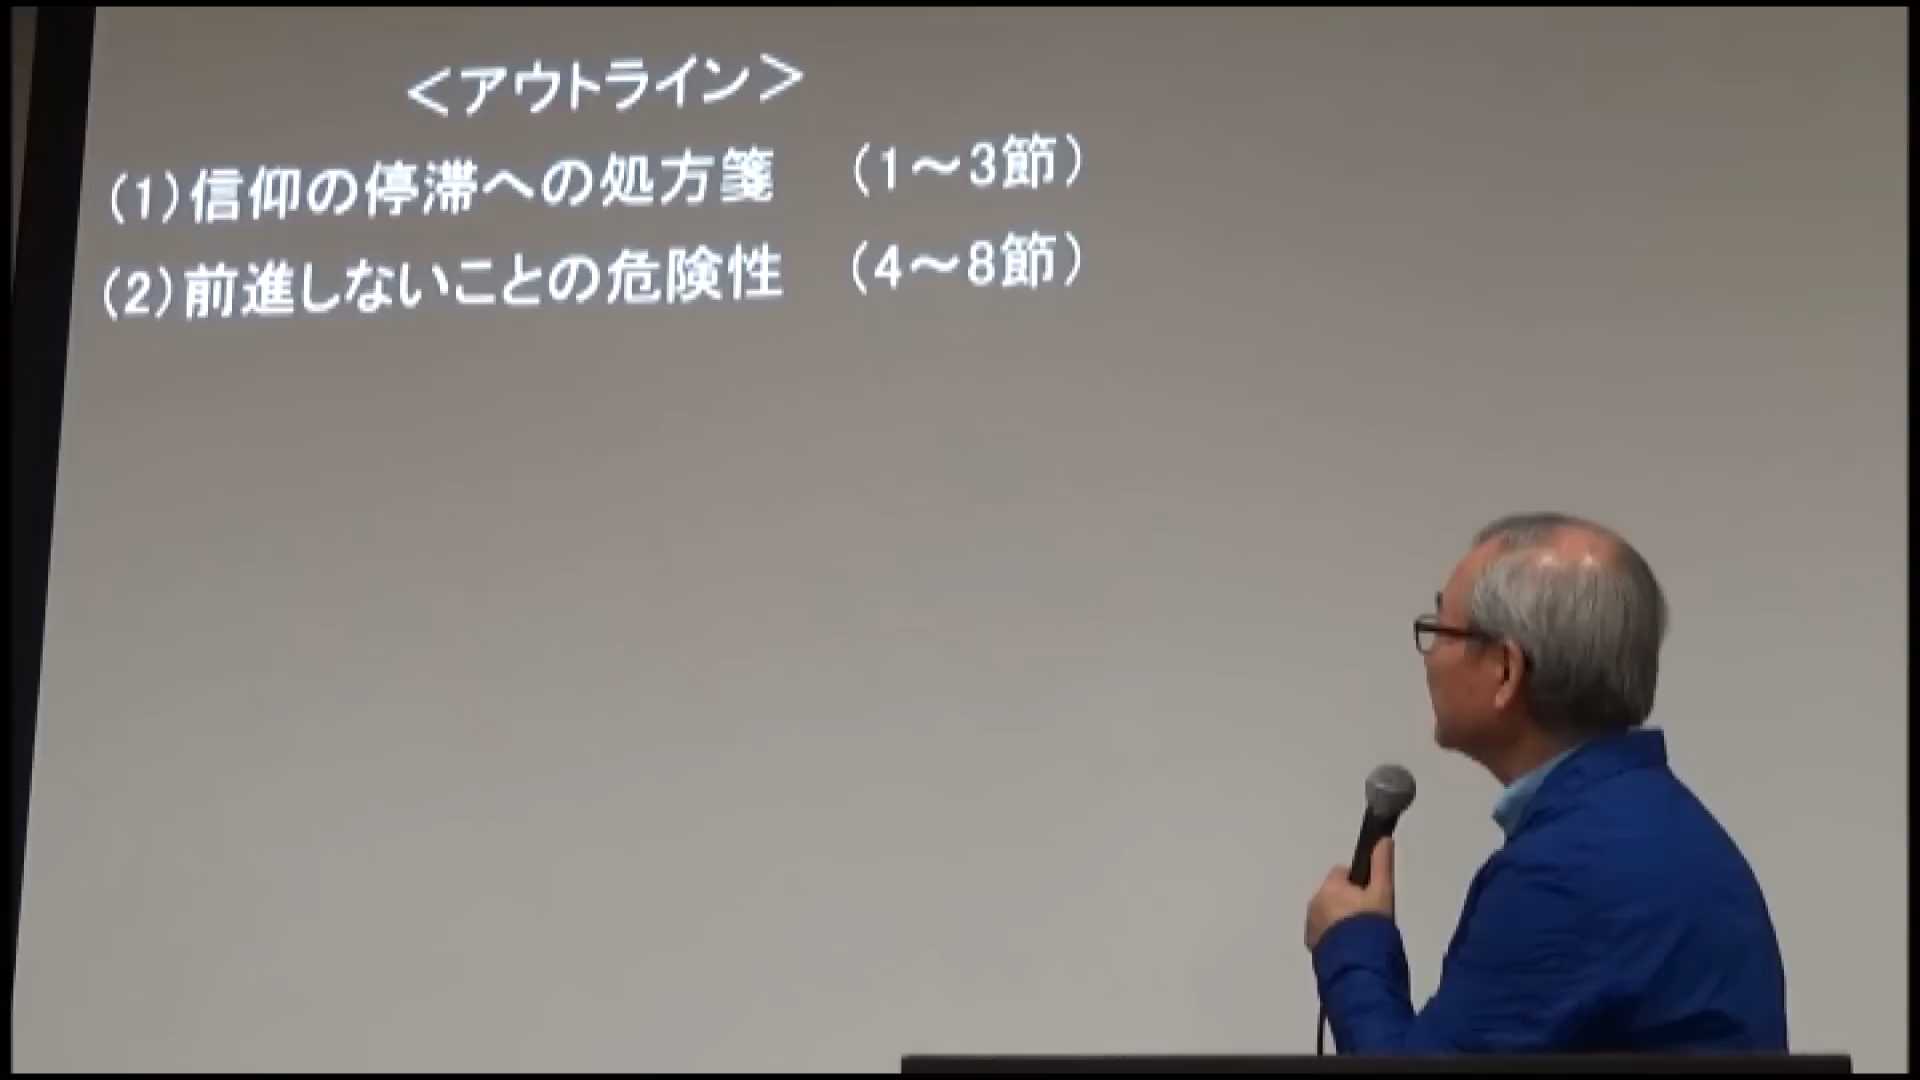 ＜アウトライン＞
(1)信仰の停滞への処方箋　（1～3節）
(2)前進しないことの危険性　（4～8節）